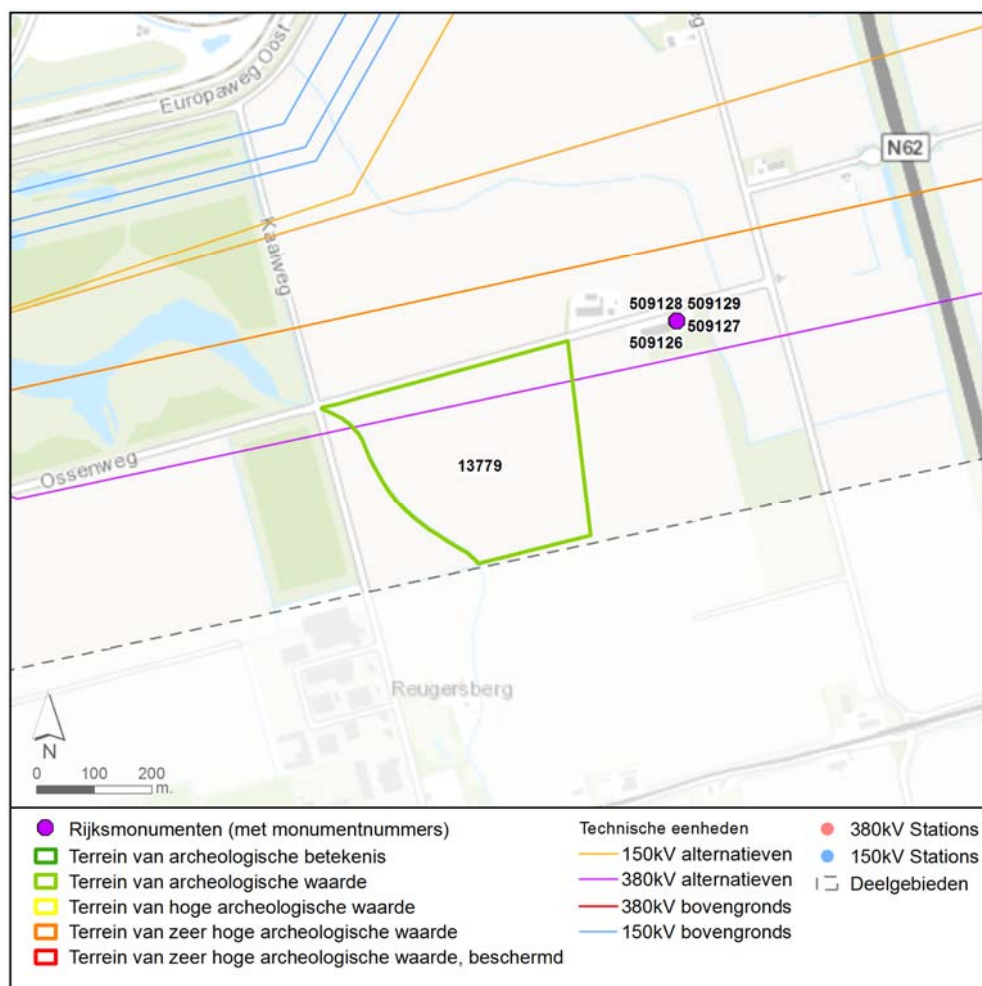 Europaweg Oost
eg
N62
Kaaiweg
509128 509129
509127
509126
13779
Ossenweg
Reugersberg
N
0 100 200
m.
Rijksmonumenten (met monumentnummers)
Terrein van archeologische betekenis
Terrein van archeologische waarde
Terrein van hoge archeologische waarde
Terrein van zeer hoge archeologische waarde
Terrein van zeer hoge archeologische waarde, beschermd
Technische eenheden
150kV alternatieven
380kV alternatieven
380kV bovengronds
150kV bovengronds
380kV Stations
150kV Stations
Deelgebieden